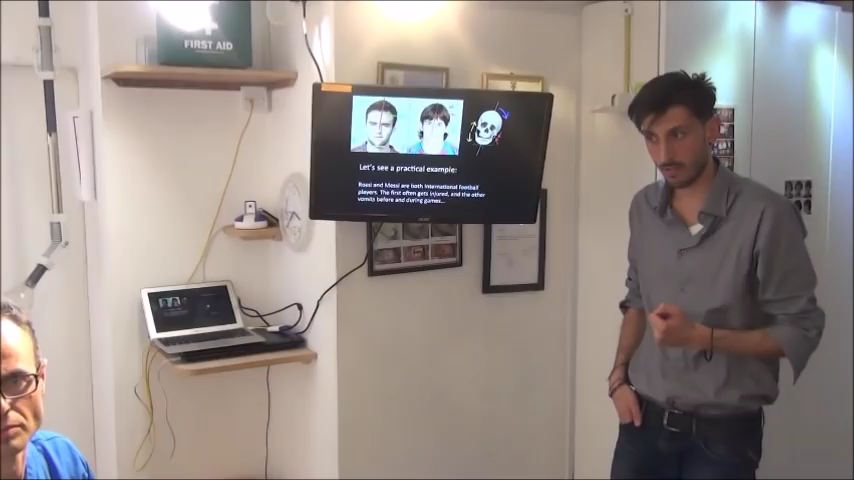 FIRST AID
Let's see a practical example:
Rossi and Messi are both international football
players. The first often gets injured, and the other
vomits before and during games...
acer